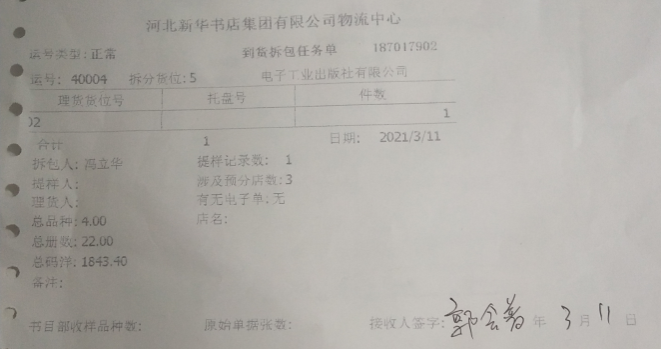 河北新华书店集团有限公司物流中心
运号类型:正常 到货拆包任务单 187017902
运号: 40004 拆分货位:5 电子工业出版社有限公司
理货货位号 托盘号 件数
02 1
合计 1 日期: 2021/3/11
拆包人:冯立华 提样记录数: 1
提样人: 涉及预分店数:3
理货人: 有无电子单:无
总品种:4.00 店名:
总册数:22.00
总码洋:1843.40
备注:
书目部收样品种数: 原始单据张数: 接收人签字: 郭会 年 3 月 11 日